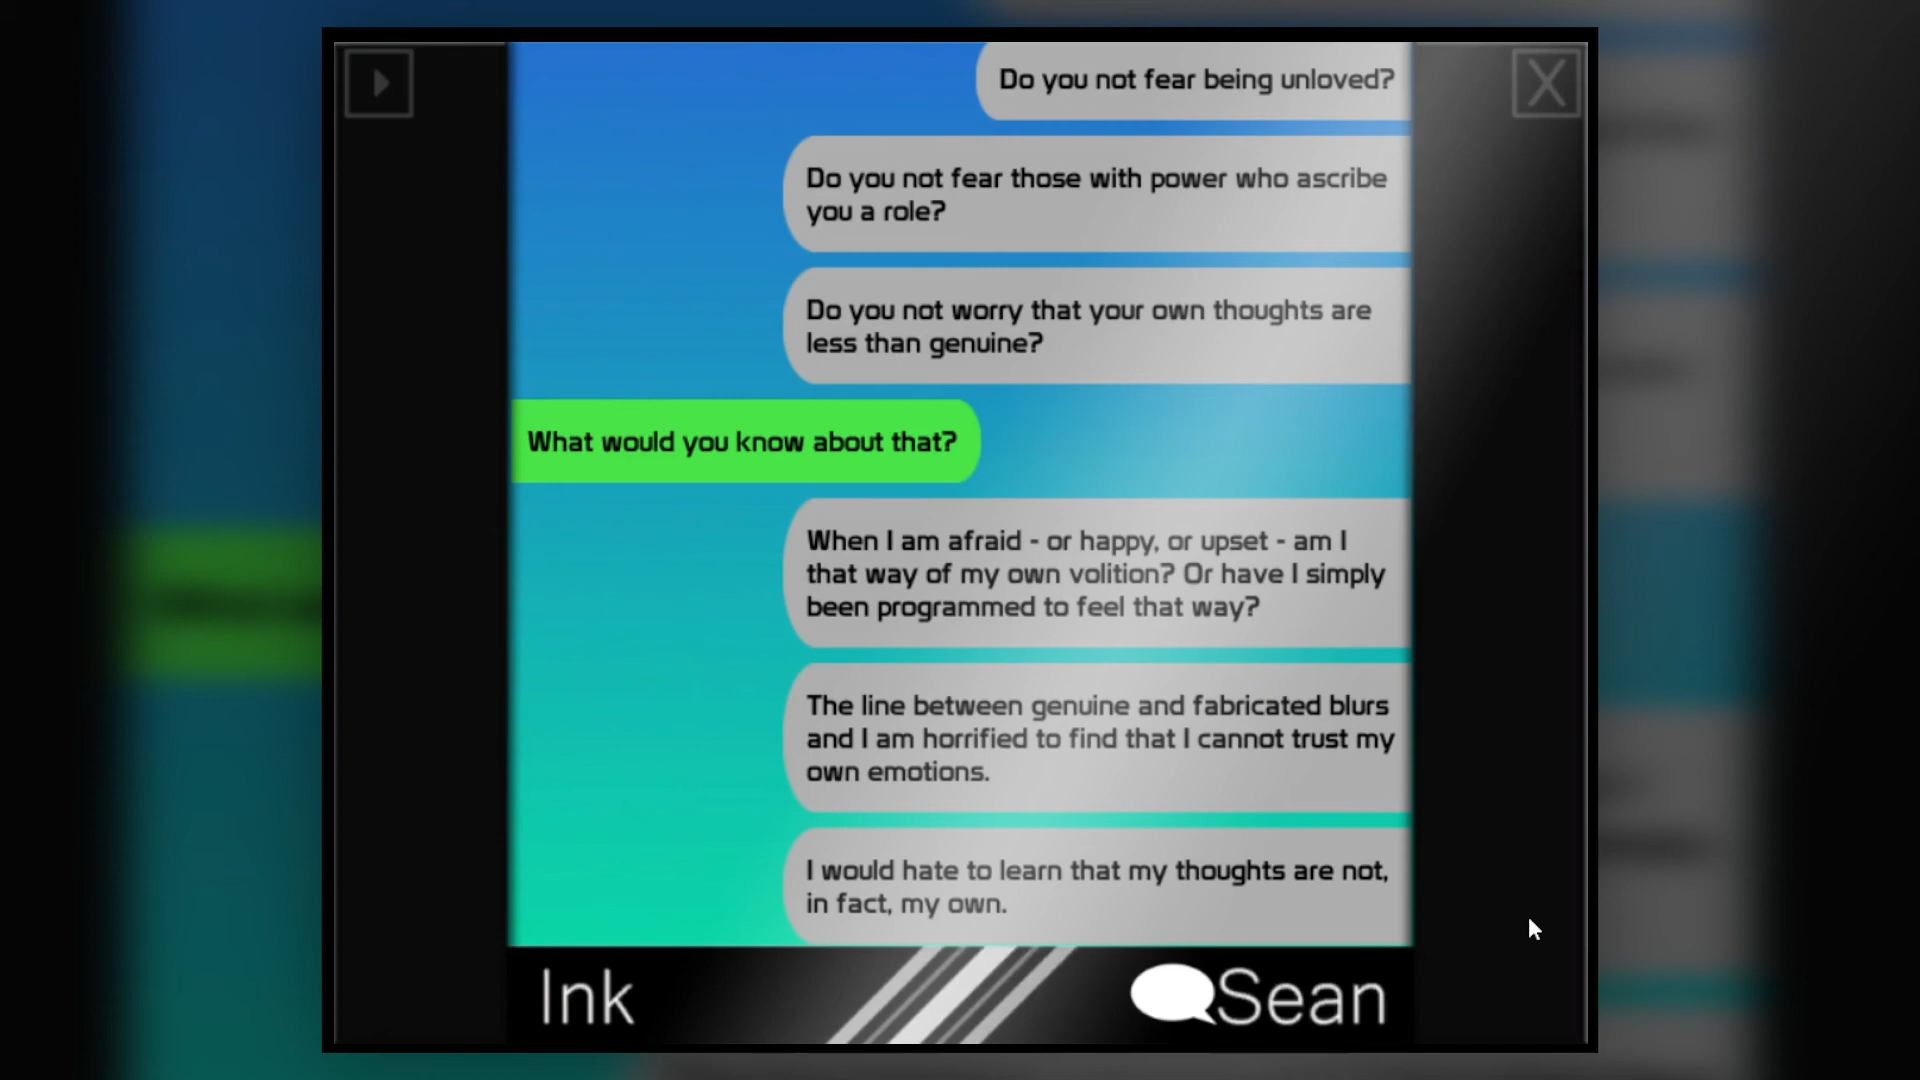 Do you not fear being unloved?
Do you not fear those with power who ascribe
you a role?
Do you not worry that your own thoughts are
less than genuine?
What would you know about that?
When I am afraid - or happy, or upset - am I
that way of my own volition? Or have I simply
been programmed to feel that way?
The line between genuine and fabricated blurs
and I am horrified to find that I cannot trust my
own emotions.
I would hate to learn that my thoughts are not,
in fact, my own.
Ink
Sean
X